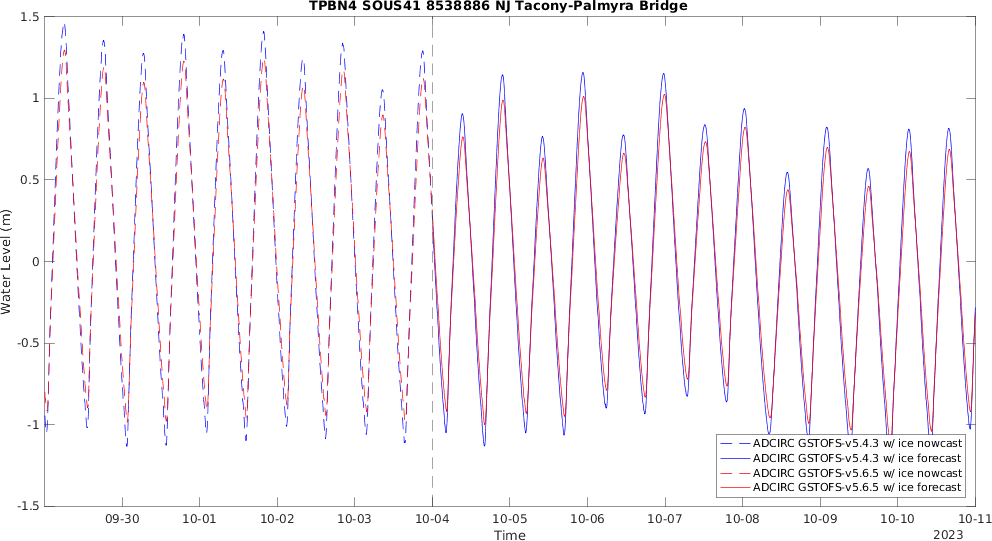 TPBN4 SOUS41 8538886 NJ Tacony-Palmyra Bridge
1.5
1
0.5
0
-0.5
-1
-1.5
Water Level (m)
09-30 10-01 10-02 10-03 10-04 10-05 10-06 10-07 10-08 10-09 10-10 10-11
Time
2023
ADCIRC GSTOFS-v5.4.3 w/ ice nowcast
ADCIRC GSTOFS-v5.4.3 w/ ice forecast
ADCIRC GSTOFS-v5.6.5 w/ ice nowcast
ADCIRC GSTOFS-v5.6.5 w/ ice forecast